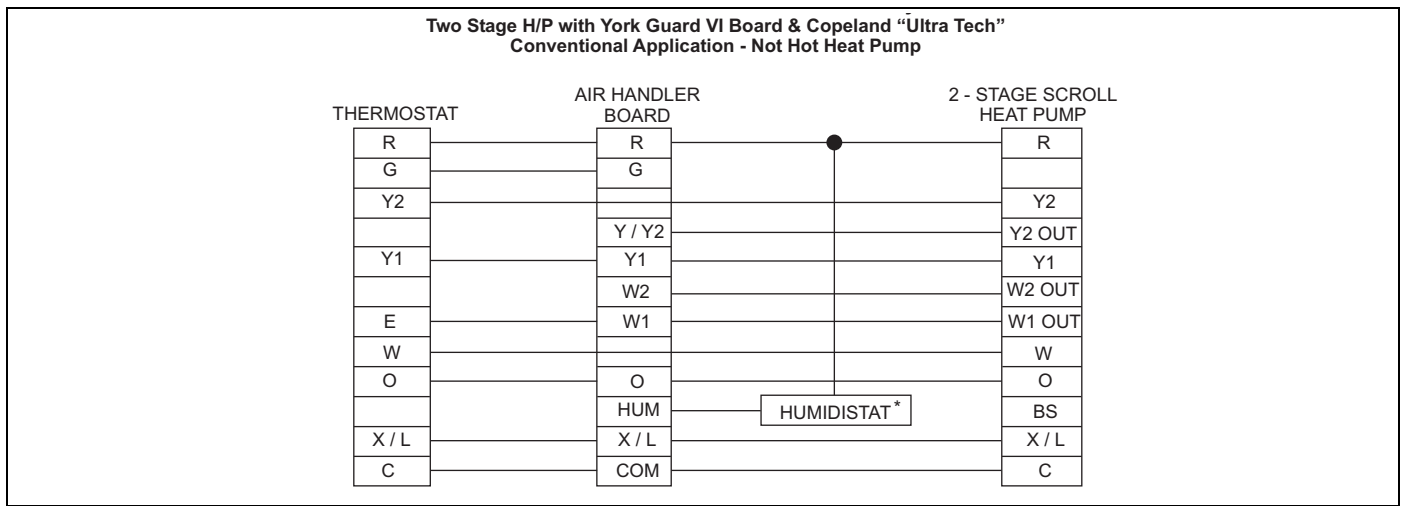 Two Stage H/P with York Guard VI Board & Copeland “Ultra Tech”
Conventional Application - Not Hot Heat Pump
THERMOSTAT
AIR HANDLER
BOARD
2 - STAGE SCROLL
HEAT PUMP
R R R
G G
Y2 Y2
Y / Y2 Y2 OUT
Y1 Y1 Y1
W2 W2 OUT
E W1 W1 OUT
W W
O O O
HUM HUMIDISTAT* BS
X / L X / L X / L
C COM C